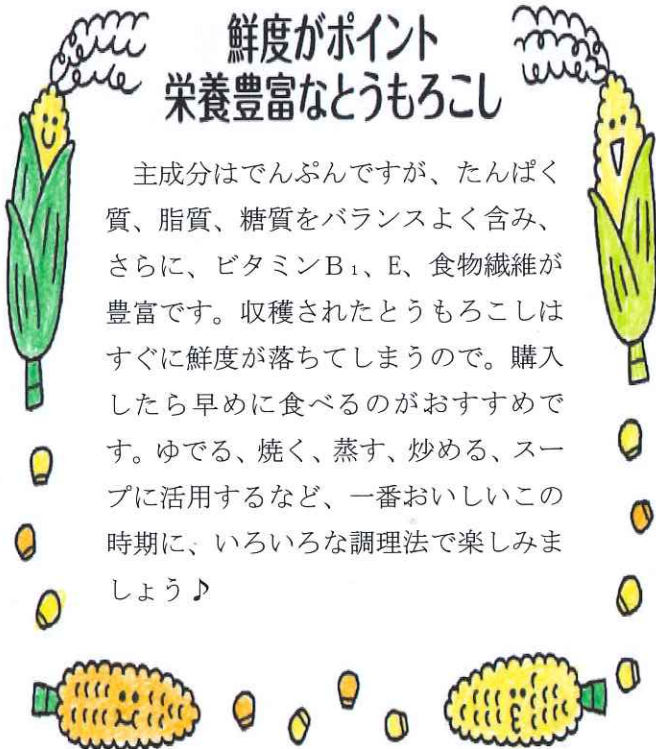 鮮度がポイント
栄養豊富なとうもろこし
主成分はでんぷんですが、たんぱく
質、脂質、糖質をバランスよく含み、
さらに、ビタミンB₁、E、食物繊維が
豊富です。収穫されたとうもろこしは
すぐに鮮度が落ちてしまうので。購入
したら早めに食べるのがおすすめで
す。ゆでる、焼く、蒸す、炒める、スー
プに活用するなど、一番おいしいこの
時期に、いろいろな調理法で楽しみま
しょう♪